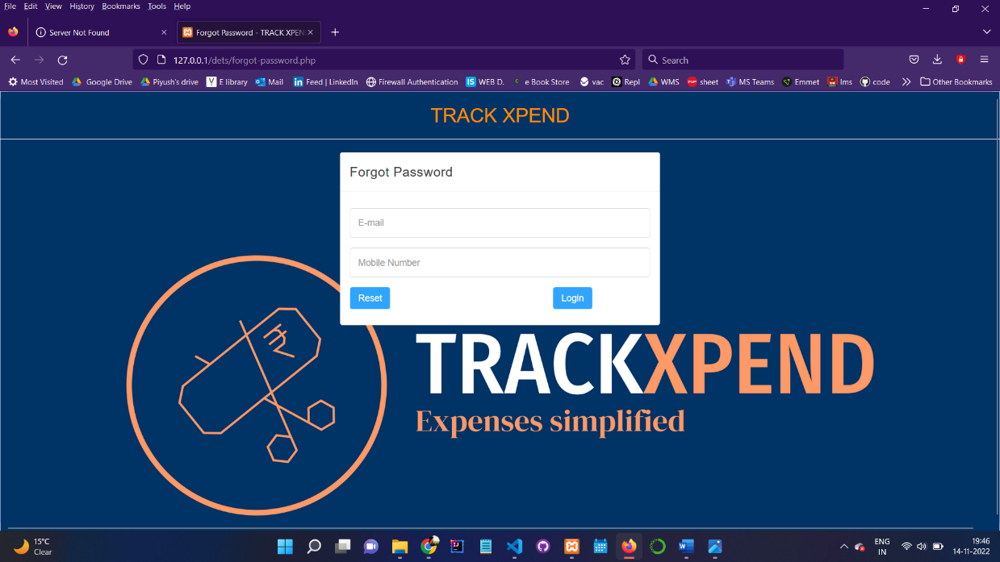 File Edit View History Bookmarks Tools Help
Server Not Found
Forgot Password - TRACK XPEN
127.0.0.1/dets/forgot-password.php
Search
Most Visited Google Drive Piyush's drive E library Mail Feed | LinkedIn Firewall Authentication WEB D. e Book Store vac Repl WMS sheet MS Teams Emmet lms code Other Bookmarks
TRACK XPEND
Forgot Password
E-mail
Mobile Number
Reset Login
₹
TRACKXPEND
Expenses simplified
15°C
Clear
ENG
IN
19:46
14-11-2022